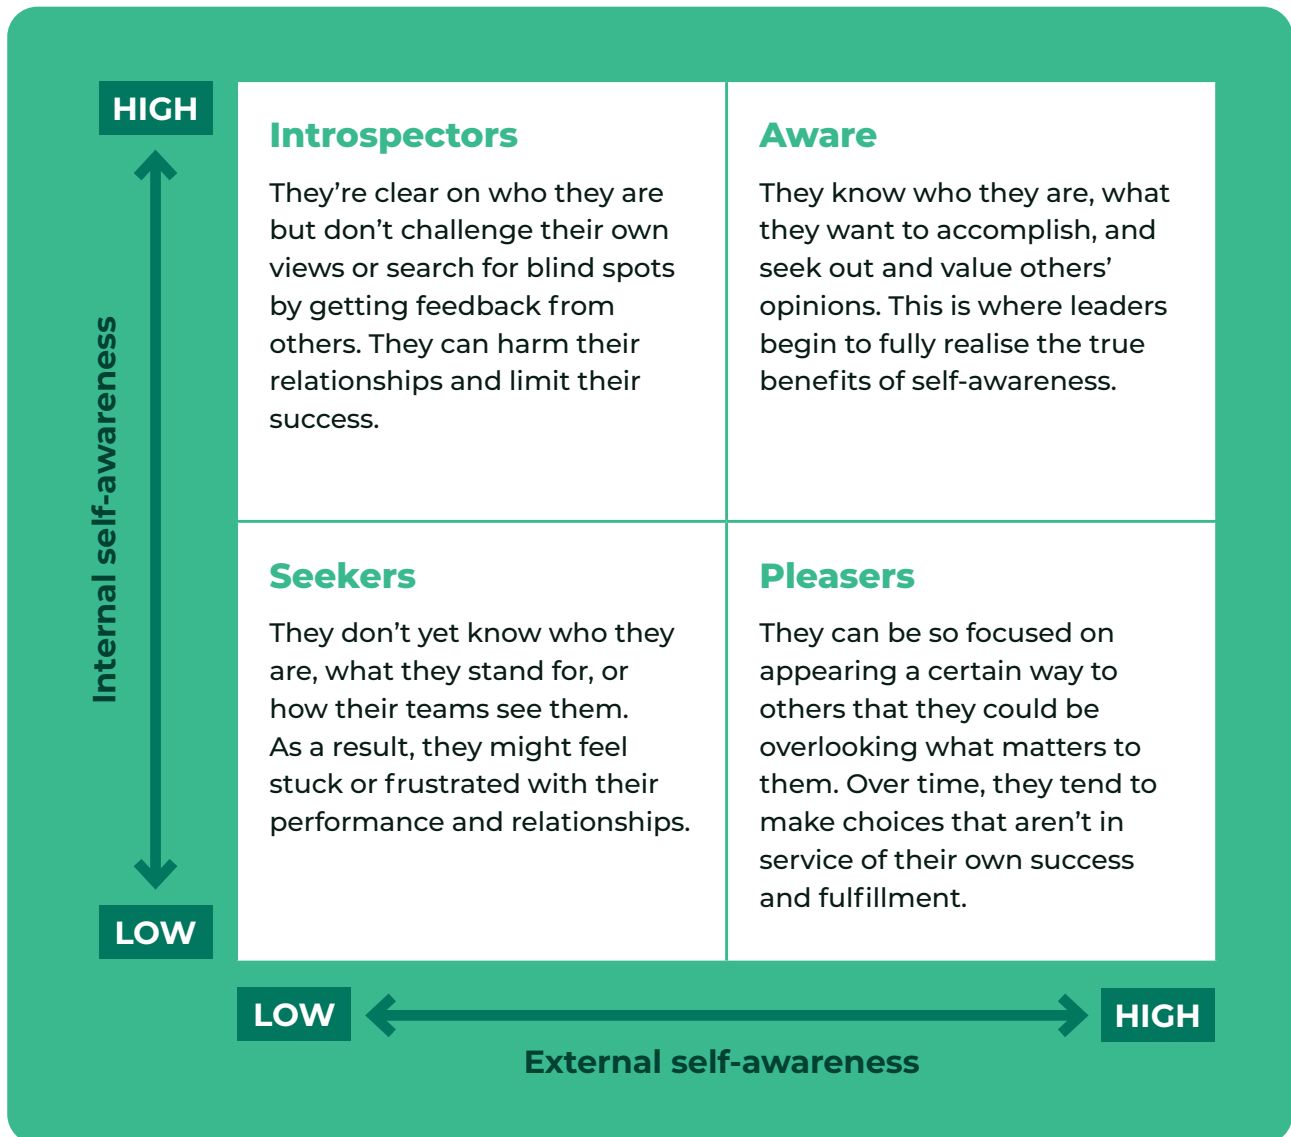 HIGH
Internal self-awareness
LOW
Introspectors
They’re clear on who they are
but don’t challenge their own
views or search for blind spots
by getting feedback from
others. They can harm their
relationships and limit their
success.
Aware
They know who they are, what
they want to accomplish, and
seek out and value others’
opinions. This is where leaders
begin to fully realise the true
benefits of self-awareness.
Seekers
They don’t yet know who they
are, what they stand for, or
how their teams see them.
As a result, they might feel
stuck or frustrated with their
performance and relationships.
Pleasers
They can be so focused on
appearing a certain way to
others that they could be
overlooking what matters to
them. Over time, they tend to
make choices that aren’t in
service of their own success
and fulfillment.
LOW
HIGH
External self-awareness